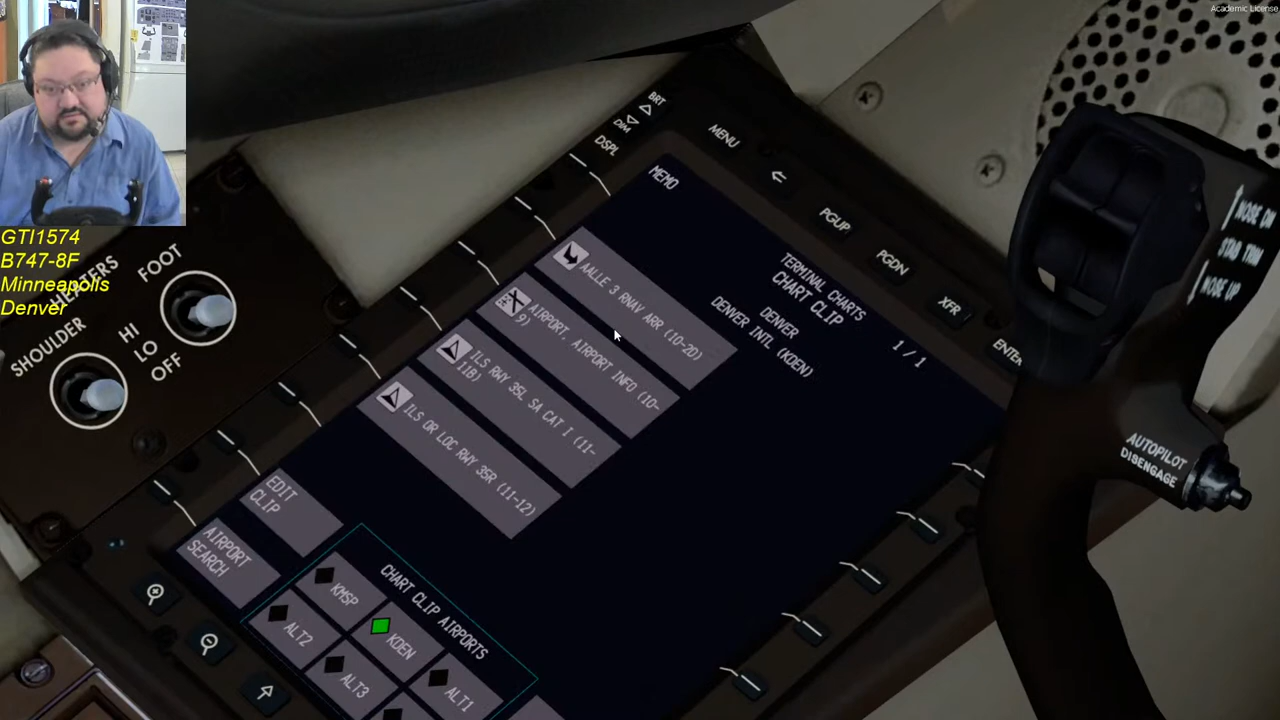 Academic License
GTI1574
B747-8F
Minneapolis
Denver
HEATERS
SHOULDER
FOOT
HI
LO
OFF
BRT
DIM
DSPL
MENU
PGUP
PGDN
XFR
ENTER
MEMO
TERMINAL CHARTS
CHART CLIP
1 / 1
DENVER
DENVER INTL (KDEN)
AALLE 3 RNAV ARR (10-2D)
AIRPORT, AIRPORT INFO (10-
9)
ILS RWY 35L SA CAT I (11-
11B)
ILS OR LOC RWY 35R (11-12)
EDIT
CLIP
AIRPORT
SEARCH
CHART CLIP AIRPORTS
KMSP
KDEN
ALT1
ALT2
ALT3
NOSE DN
STAB TRIM
NOSE UP
AUTOPILOT
DISENGAGE